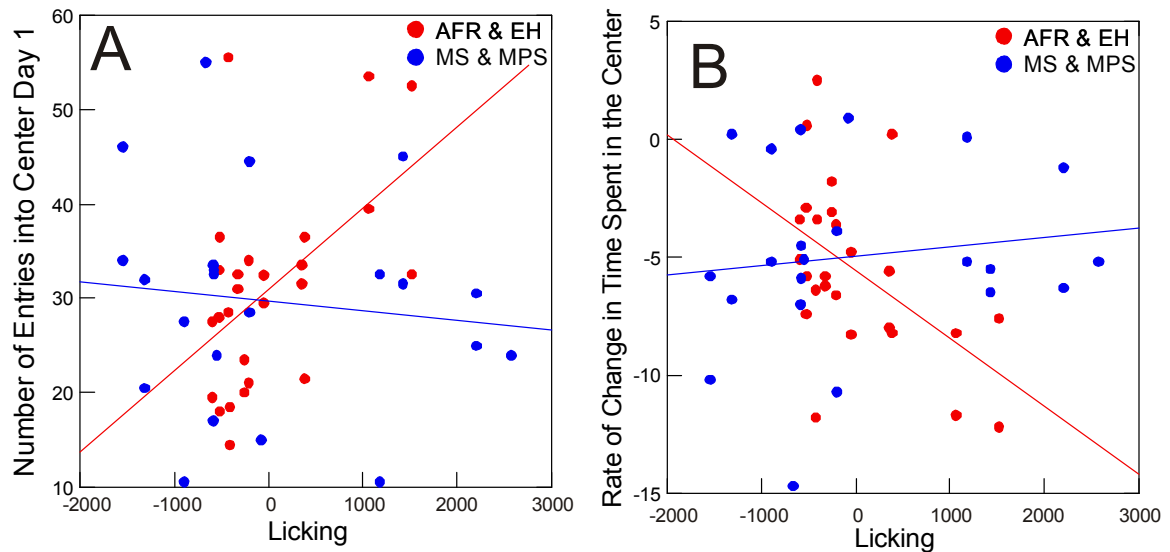 A
AFR & EH
MS & MPS
Number of Entries into Center Day 1
60
50
40
30
20
10
-2000 -1000 0 1000 2000 3000
Licking
B
AFR & EH
MS & MPS
Rate of Change in Time Spent in the Center
5
0
-5
-10
-15
-2000 -1000 0 1000 2000 3000
Licking